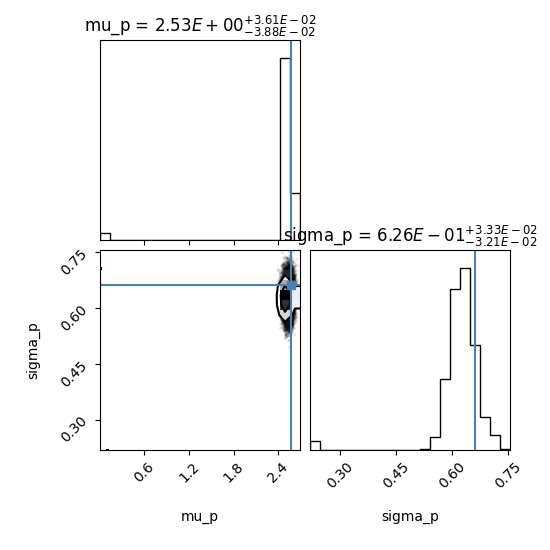 mu_p = 2.53E + 00 +3.61E − 02
−3.88E − 02
sigma_p = 6.26E − 01 +3.33E − 02
−3.21E − 02
0.75
0.60
0.45
0.30
sigma_p
0.6 1.2 1.8 2.4 0.30 0.45 0.60 0.75
mu_p sigma_p